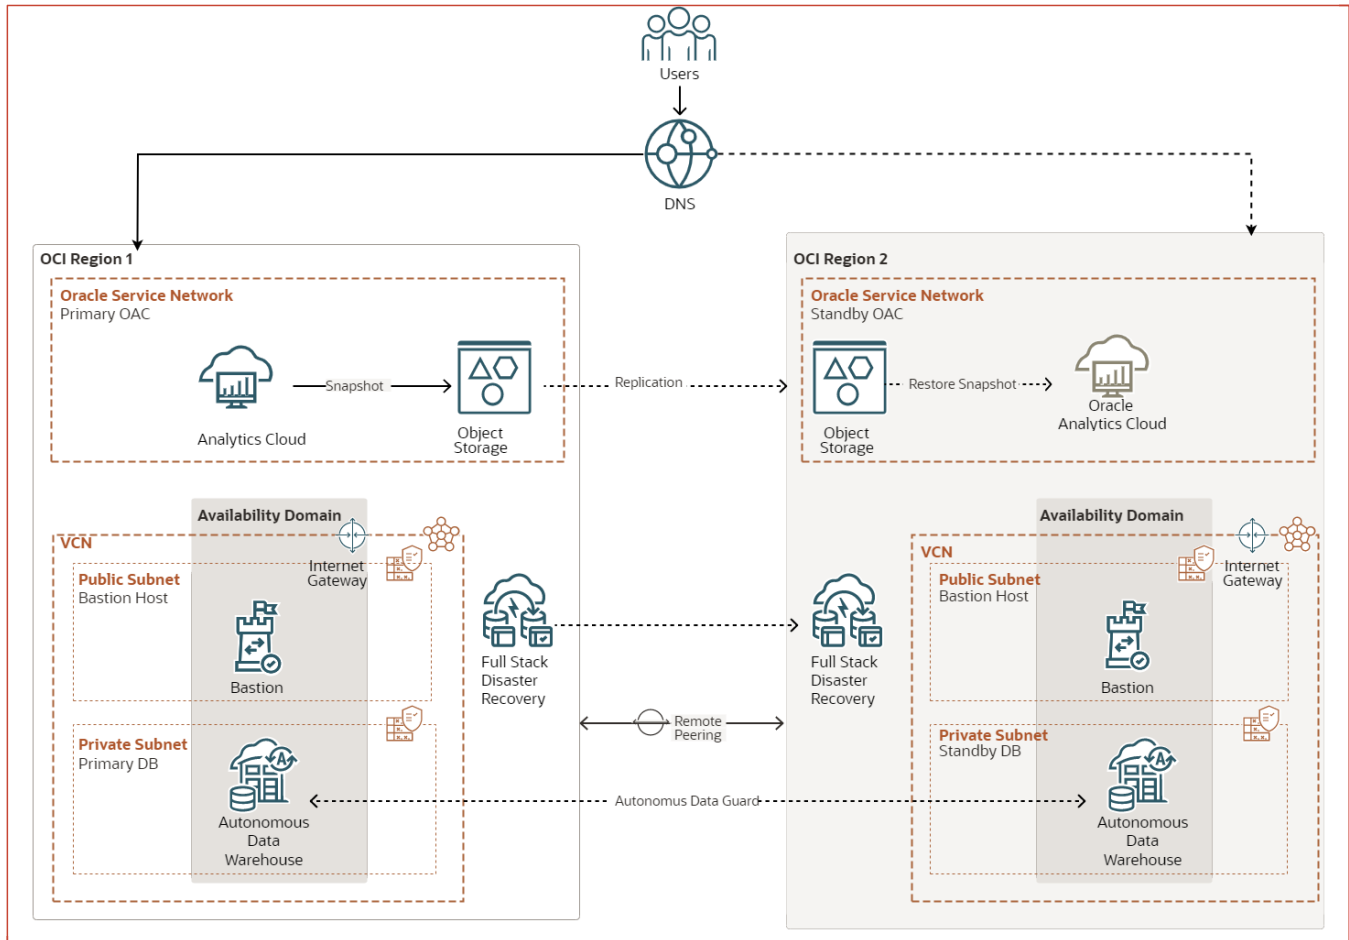 Users
DNS
OCI Region 1
Oracle Service Network
Primary OAC
Analytics Cloud
Snapshot
Object
Storage
Replication
OCI Region 2
Oracle Service Network
Standby OAC
Object
Storage
Restore Snapshot
Oracle
Analytics Cloud
Availability Domain
VCN
Internet
Gateway
Public Subnet
Bastion Host
Bastion
Private Subnet
Primary DB
Autonomous
Data
Warehouse
Full Stack
Disaster
Recovery
Remote
Peering
Autonomus Data Guard
Full Stack
Disaster
Recovery
Availability Domain
VCN
Internet
Gateway
Public Subnet
Bastion Host
Bastion
Private Subnet
Standby DB
Autonomous
Data
Warehouse